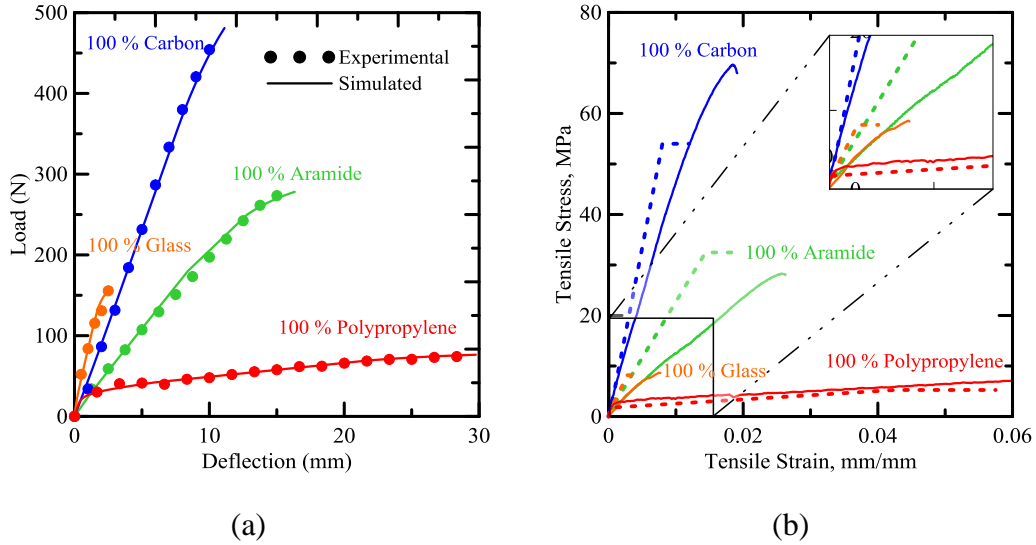 500
400
300
200
100
0
Load (N)
100 % Carbon
Experimental
Simulated
100 % Aramide
100 % Glass
100 % Polypropylene
0
10
20
30
Deflection (mm)
(a)
80
60
40
20
0
Tensile Stress, MPa
100 % Carbon
100 % Aramide
100 % Glass
100 % Polypropylene
0
0.02
0.04
0.06
Tensile Strain, mm/mm
(b)